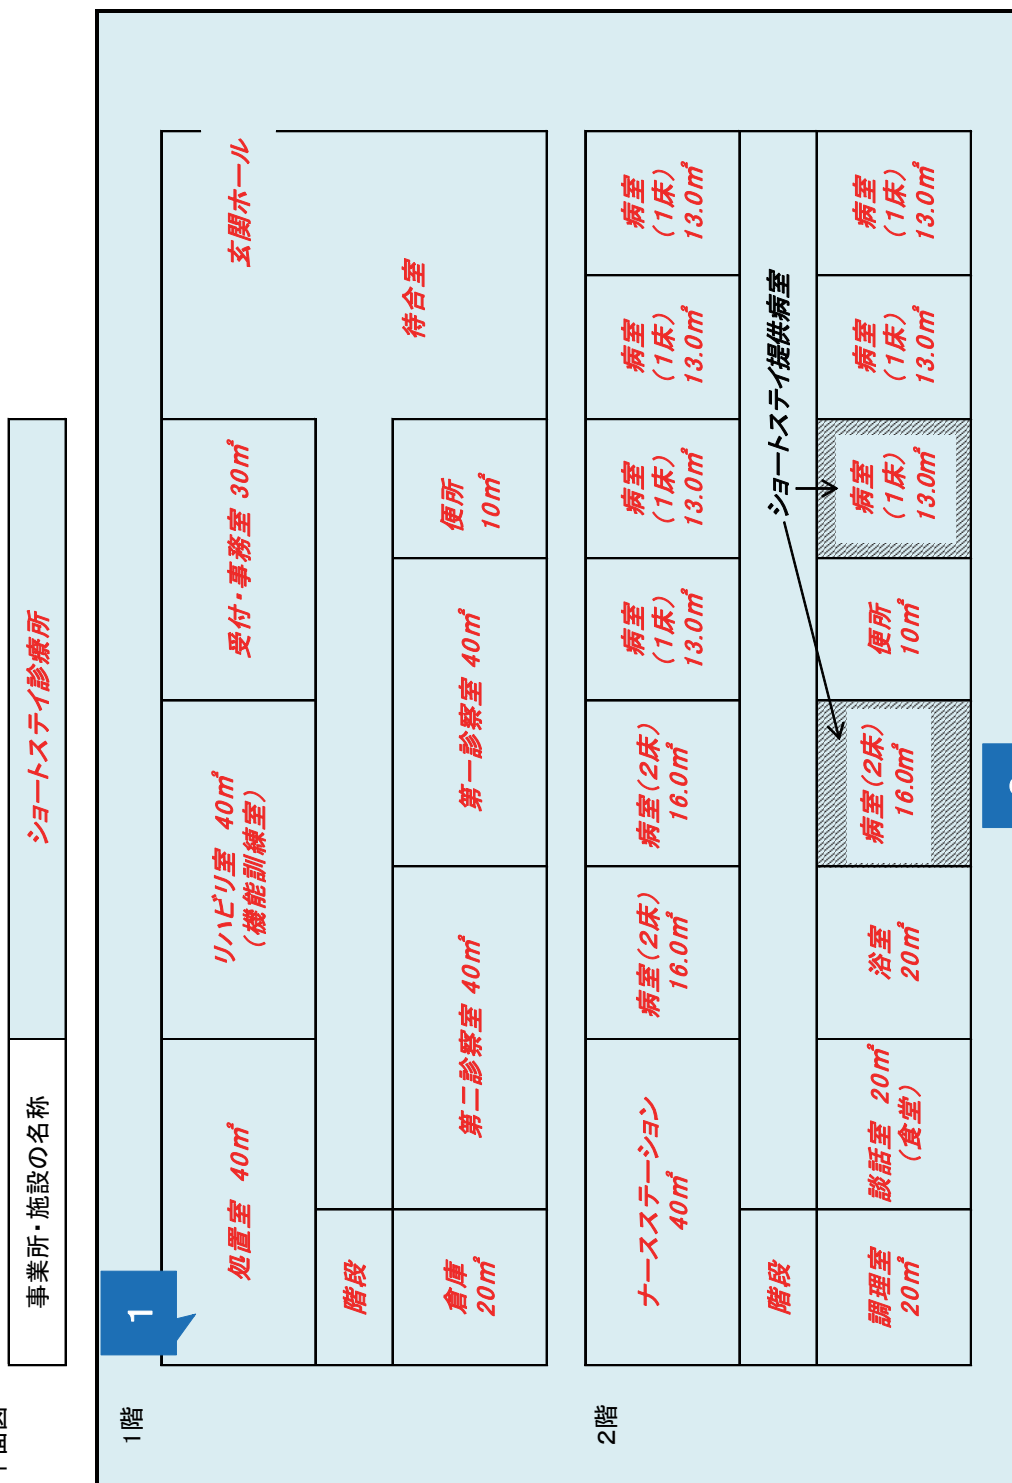 平面図
事業所・施設の名称
ショートステイ診療所
1階
1
処置室 40㎡
リハビリ室 40㎡
（機能訓練室）
受付・事務室 30㎡
玄関ホール
待合室
階段
倉庫
20㎡
第二診察室 40㎡
第一診察室 40㎡
便所
10㎡
2階
ナースステーション
40㎡
病室(2床)
16.0㎡
病室(2床)
16.0㎡
病室
(1床)
13.0㎡
病室
(1床)
13.0㎡
病室
(1床)
13.0㎡
病室
(1床)
13.0㎡
階段
ショートステイ提供病室
調理室
20㎡
談話室 20㎡
（食堂）
浴室
20㎡
病室(2床)
16.0㎡
便所
10㎡
病室
(1床)
13.0㎡
病室
(1床)
13.0㎡
病室
(1床)
13.0㎡